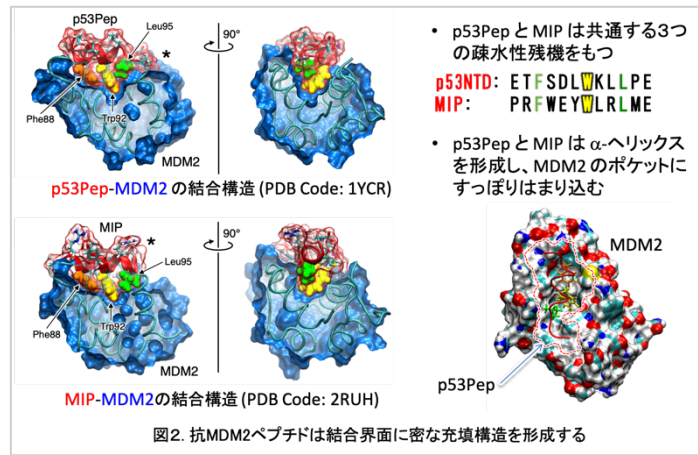 p53Pep
Leu95
90°
*
Phe88
Trp92
MDM2
p53Pep-MDM2 の結合構造 (PDB Code: 1YCR)
MIP
90°
*
Leu95
Phe88
Trp92
MDM2
MIP-MDM2の結合構造 (PDB Code: 2RUH)
• p53Pep と MIP は共通する3つ
の疎水性残機をもつ
p53NTD: ETFSDLWKLLPE
MIP: PRFWEYWLRLME
• p53Pep と MIP は α-ヘリックス
を形成し、MDM2 のポケットに
すっぽりはまり込む
MDM2
p53Pep
図2. 抗MDM2ペプチドは結合界面に密な充填構造を形成する